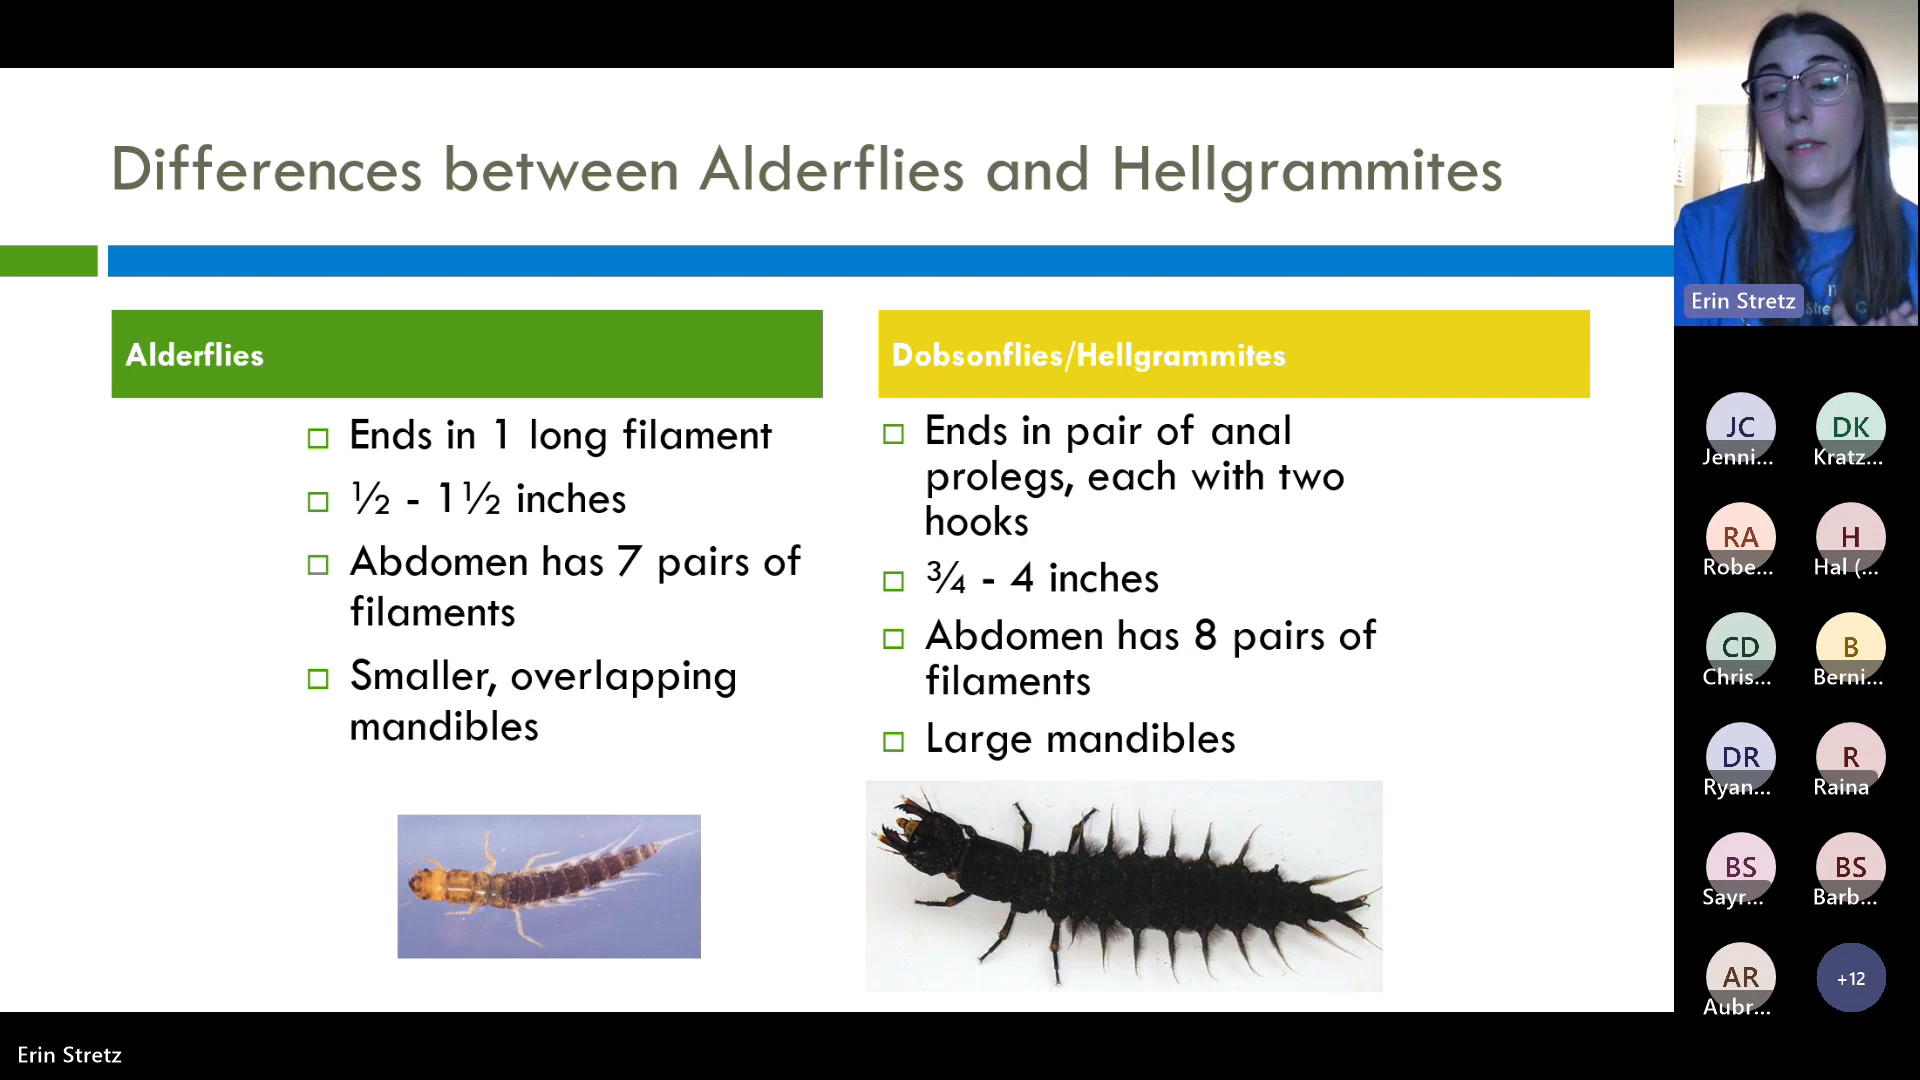 Differences between Alderflies and Hellgrammites
Alderflies
Ends in 1 long filament
½ - 1½ inches
Abdomen has 7 pairs of
filaments
Smaller, overlapping
mandibles
Dobsonflies/Hellgrammites
Ends in pair of anal
prolegs, each with two
hooks
¾ - 4 inches
Abdomen has 8 pairs of
filaments
Large mandibles
Erin Stretz
JC
Jenni...
DK
Kratz...
RA
Robe...
H
Hal (...
CD
Chris...
B
Berni...
DR
Ryan...
R
Raina
BS
Sayr...
BS
Barb...
AR
Aubr...
+12
Erin Stretz